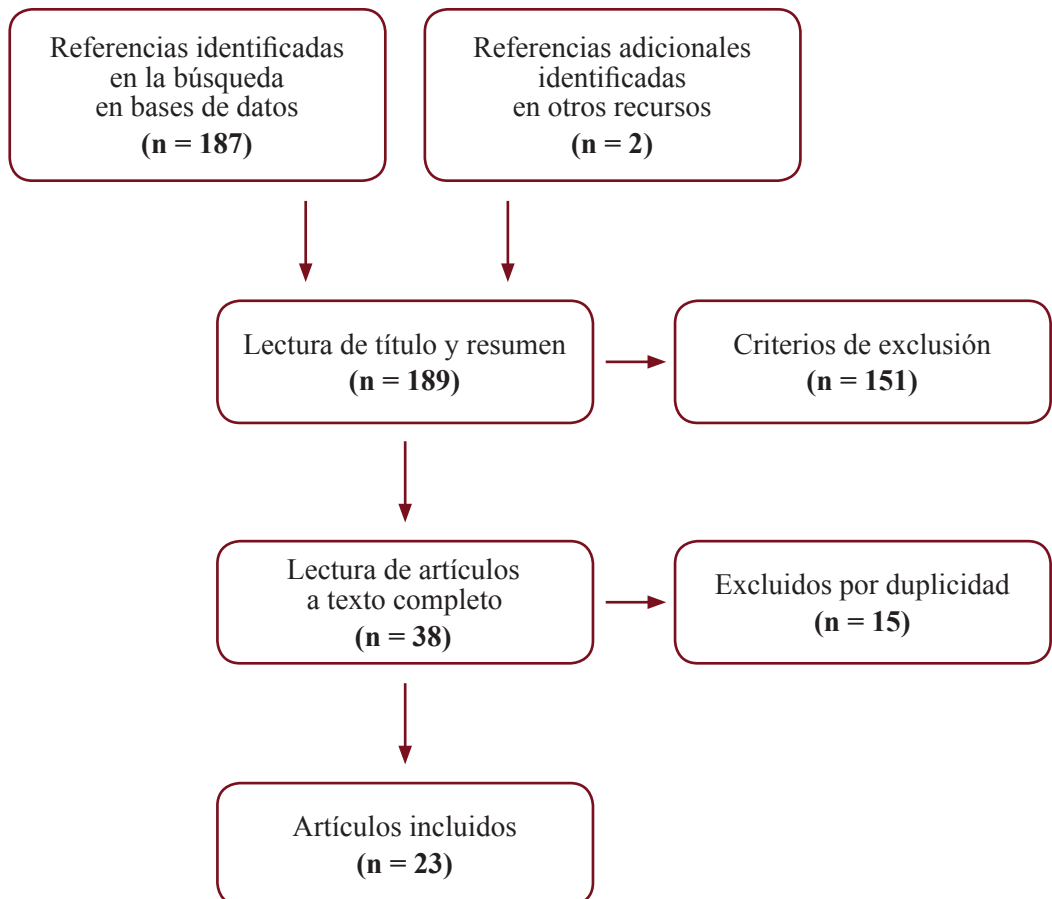 Referencias identificadas
en la búsqueda
en bases de datos
(n = 187)
Referencias adicionales
identificadas
en otros recursos
(n = 2)
Lectura de título y resumen
(n = 189)
Criterios de exclusión
(n = 151)
Lectura de artículos
a texto completo
(n = 38)
Excluidos por duplicidad
(n = 15)
Artículos incluidos
(n = 23)